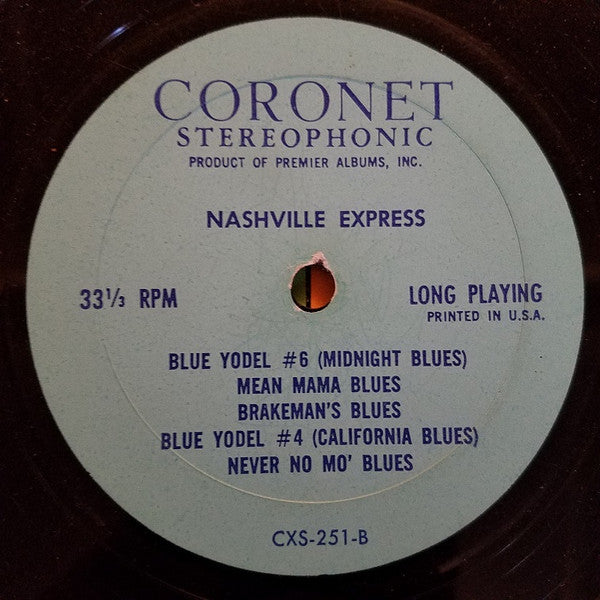 CORONET
STEREOPHONIC
PRODUCT OF PREMIER ALBUMS, INC.
NASHVILLE EXPRESS
33⅓ RPM
LONG PLAYING
PRINTED IN U.S.A.
BLUE YODEL #6 (MIDNIGHT BLUES)
MEAN MAMA BLUES
BRAKEMAN'S BLUES
BLUE YODEL #4 (CALIFORNIA BLUES)
NEVER NO MO' BLUES
CXS-251-B